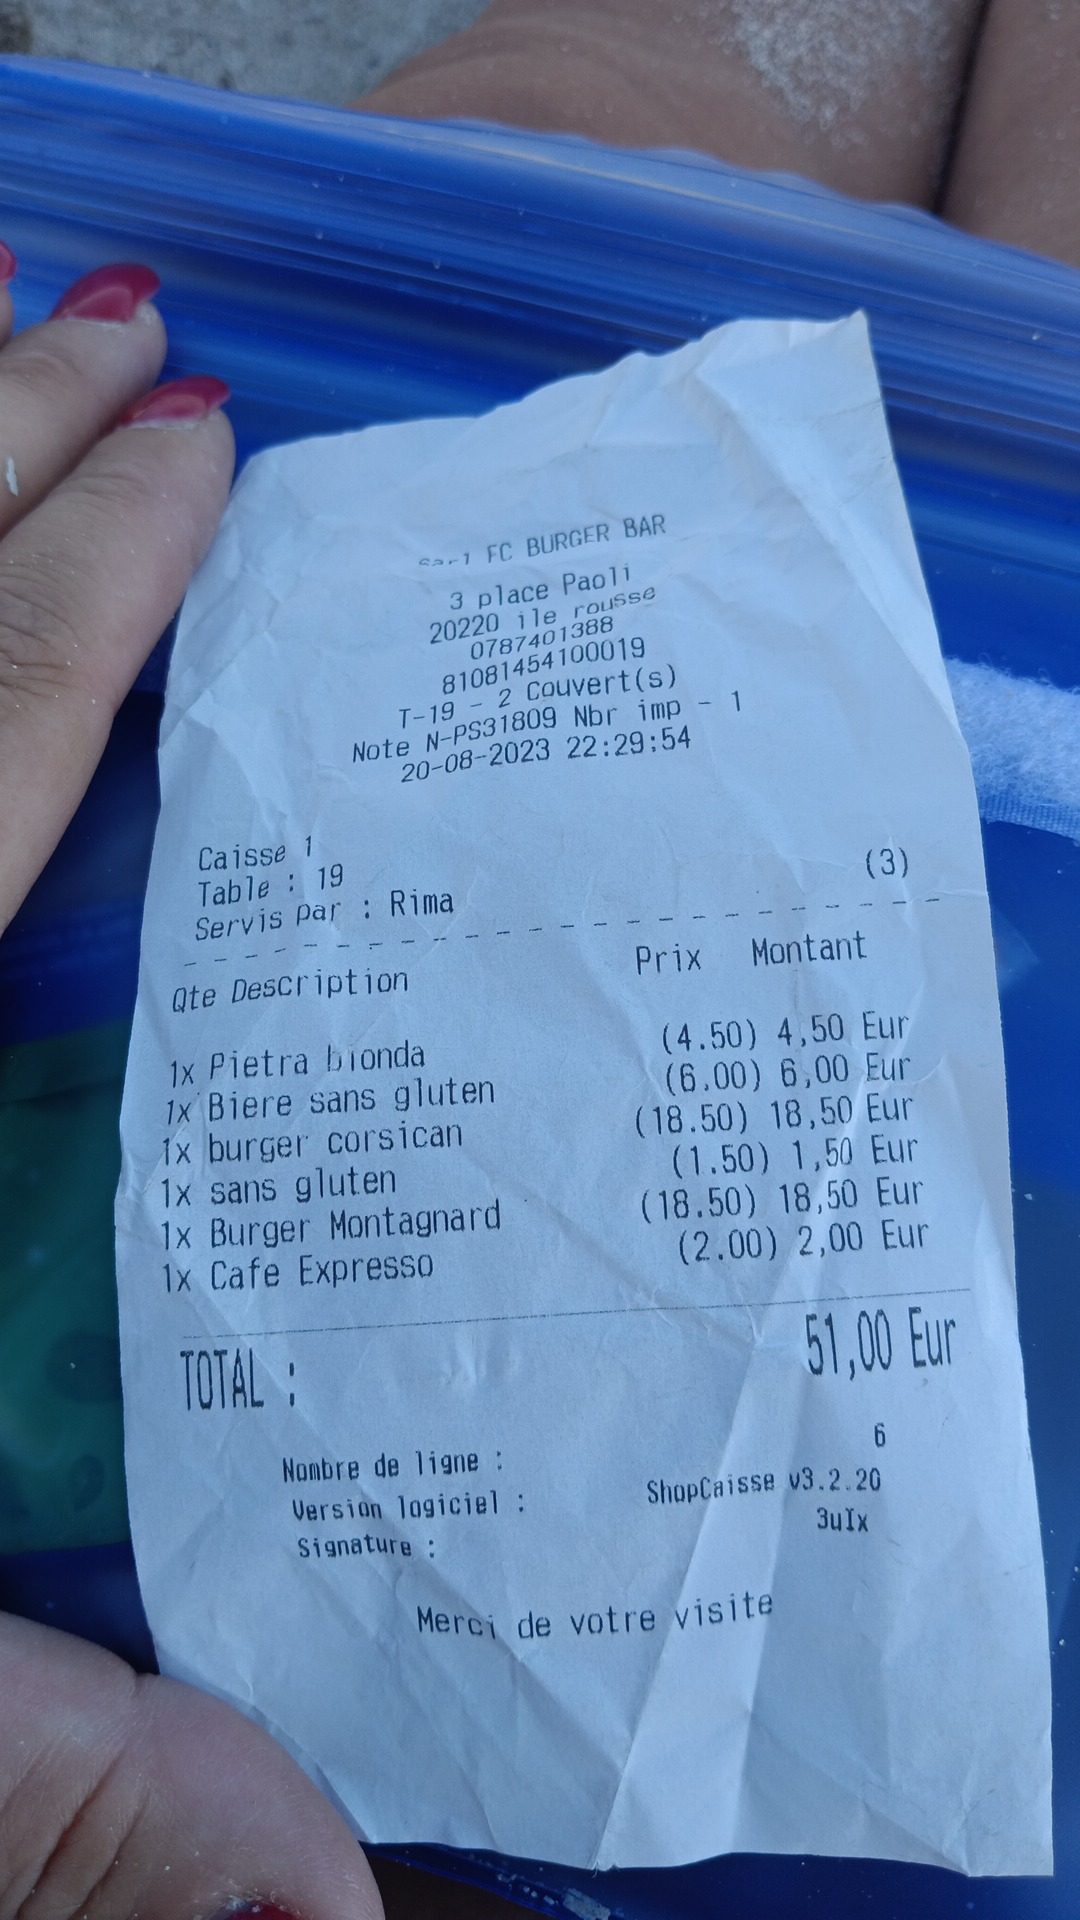 Sarl FC BURGER BAR
3 place Paoli
20220 ile rousse
0787401388
81081454100019
T-19 - 2 Couvert(s)
Note N-PS31809 Nbr imp - 1
20-08-2023 22:29:54
Caisse 1
Table : 19 (3)
Servis par : Rima
Qte Description Prix Montant
1x Pietra bionda (4.50) 4,50 Eur
1x Biere sans gluten (6.00) 6,00 Eur
1x burger corsican (18.50) 18,50 Eur
1x sans gluten (1.50) 1,50 Eur
1x Burger Montagnard (18.50) 18,50 Eur
1x Cafe Expresso (2.00) 2,00 Eur
TOTAL : 51,00 Eur
Nombre de ligne : 6
Version logiciel : ShopCaisse v3.2.20
Signature : 3uIx
Merci de votre visite